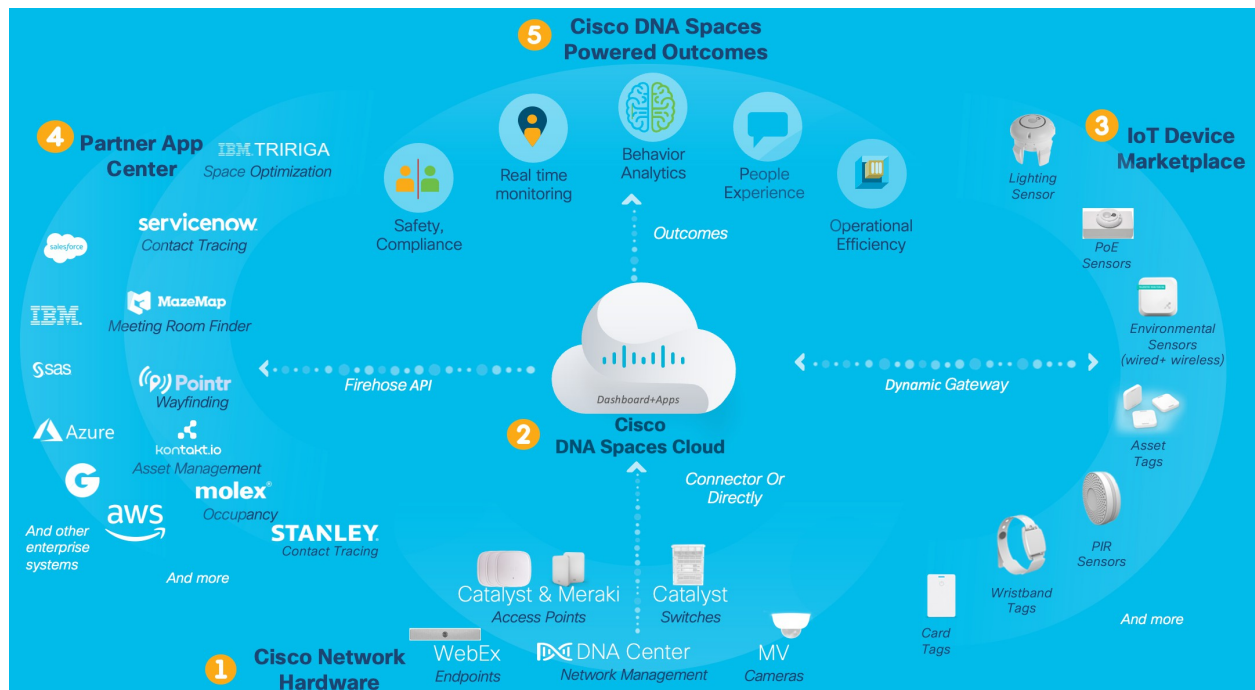 5 Cisco DNA Spaces
Powered Outcomes
Safety,
Compliance
Real time
monitoring
Behavior
Analytics
People
Experience
Operational
Efficiency
Outcomes
4 Partner App
Center
IBM TRIRIGA
Space Optimization
servicenow
Contact Tracing
salesforce
MazeMap
Meeting Room Finder
IBM.
sas
Pointr
Wayfinding
Azure
kontakt.io
Asset Management
G
molex®
Occupancy
aws
STANLEY.
Contact Tracing
And other
enterprise
systems
And more
Firehose API
Dashboard+Apps
2 Cisco
DNA Spaces Cloud
Dynamic Gateway
Connector Or
Directly
3 IoT Device
Marketplace
Lighting
Sensor
PoE
Sensors
Environmental
Sensors
(wired+ wireless)
Asset
Tags
PIR
Sensors
Wristband
Tags
Card
Tags
And more
Catalyst & Meraki
Access Points
Catalyst
Switches
WebEx
Endpoints
DNA Center
Network Management
MV
Cameras
1 Cisco Network
Hardware